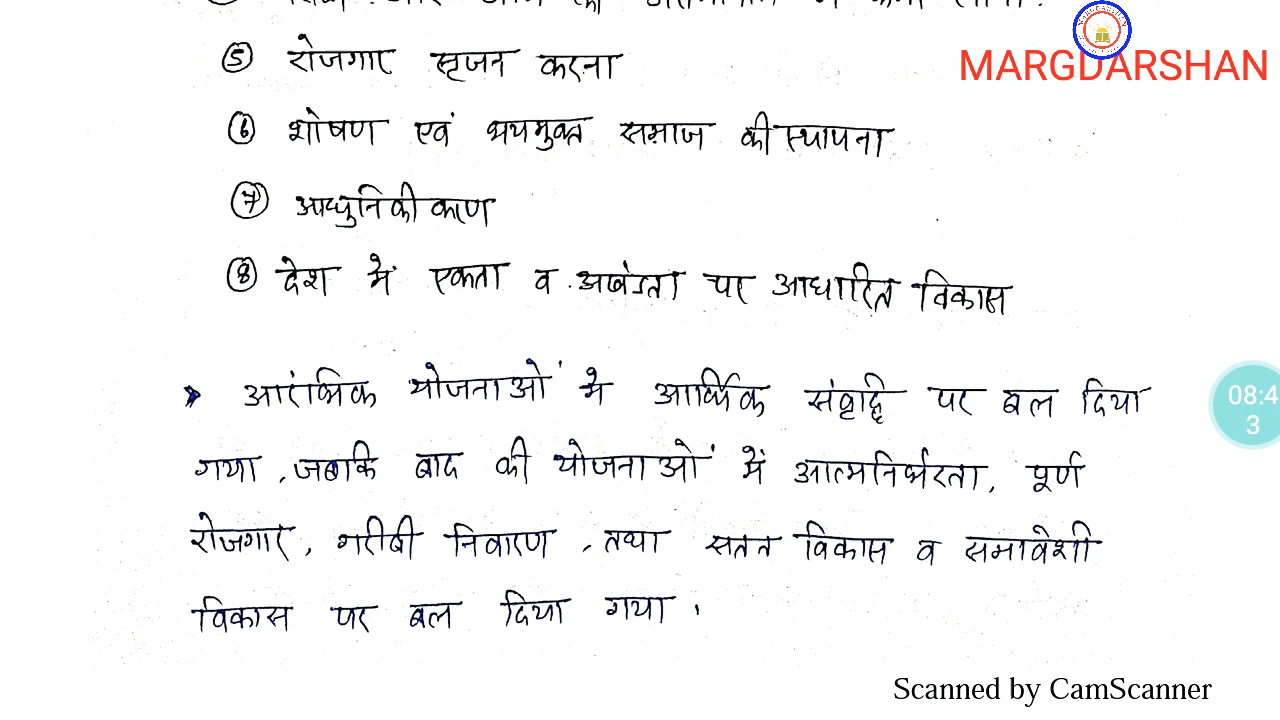 ⑤ रोजगार सृजन करना
MARGDARSHAN
⑥ शोषण एवं भयमुक्त समाज की स्थापना
⑦ आधुनिकीकरण
⑧ देश में एकता व अखंडता पर आधारित विकास
आरंभिक योजनाओं मे आर्थिक संवृद्धि पर बल दिया
08:4
3
गया, जबकि बाद की योजनाओं में आत्मनिर्भरता, पूर्ण
रोजगार, गरीबी निवारण, तथा सतत विकास व समावेशी
विकास पर बल दिया गया।
Scanned by CamScanner